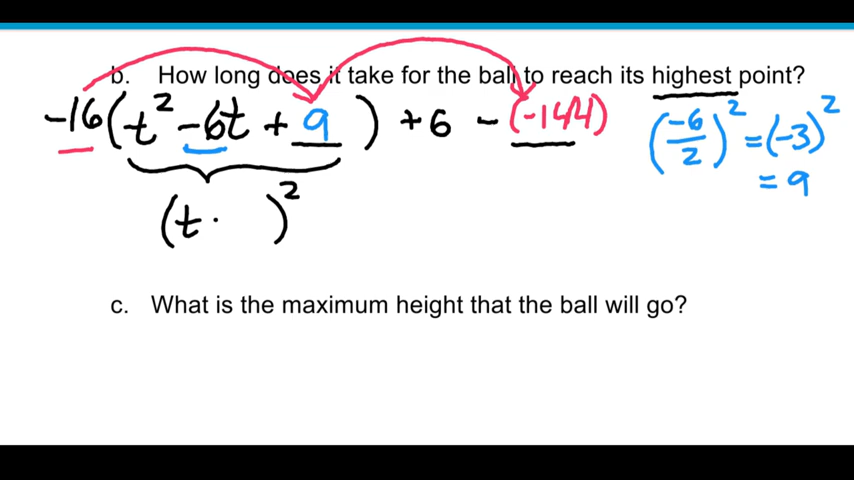 b. How long does it take for the ball to reach its highest point?
-16(t² -6t + 9 ) +6 - (-144)
(-6/2)² = (-3)²
= 9
(t ·  )²
c. What is the maximum height that the ball will go?